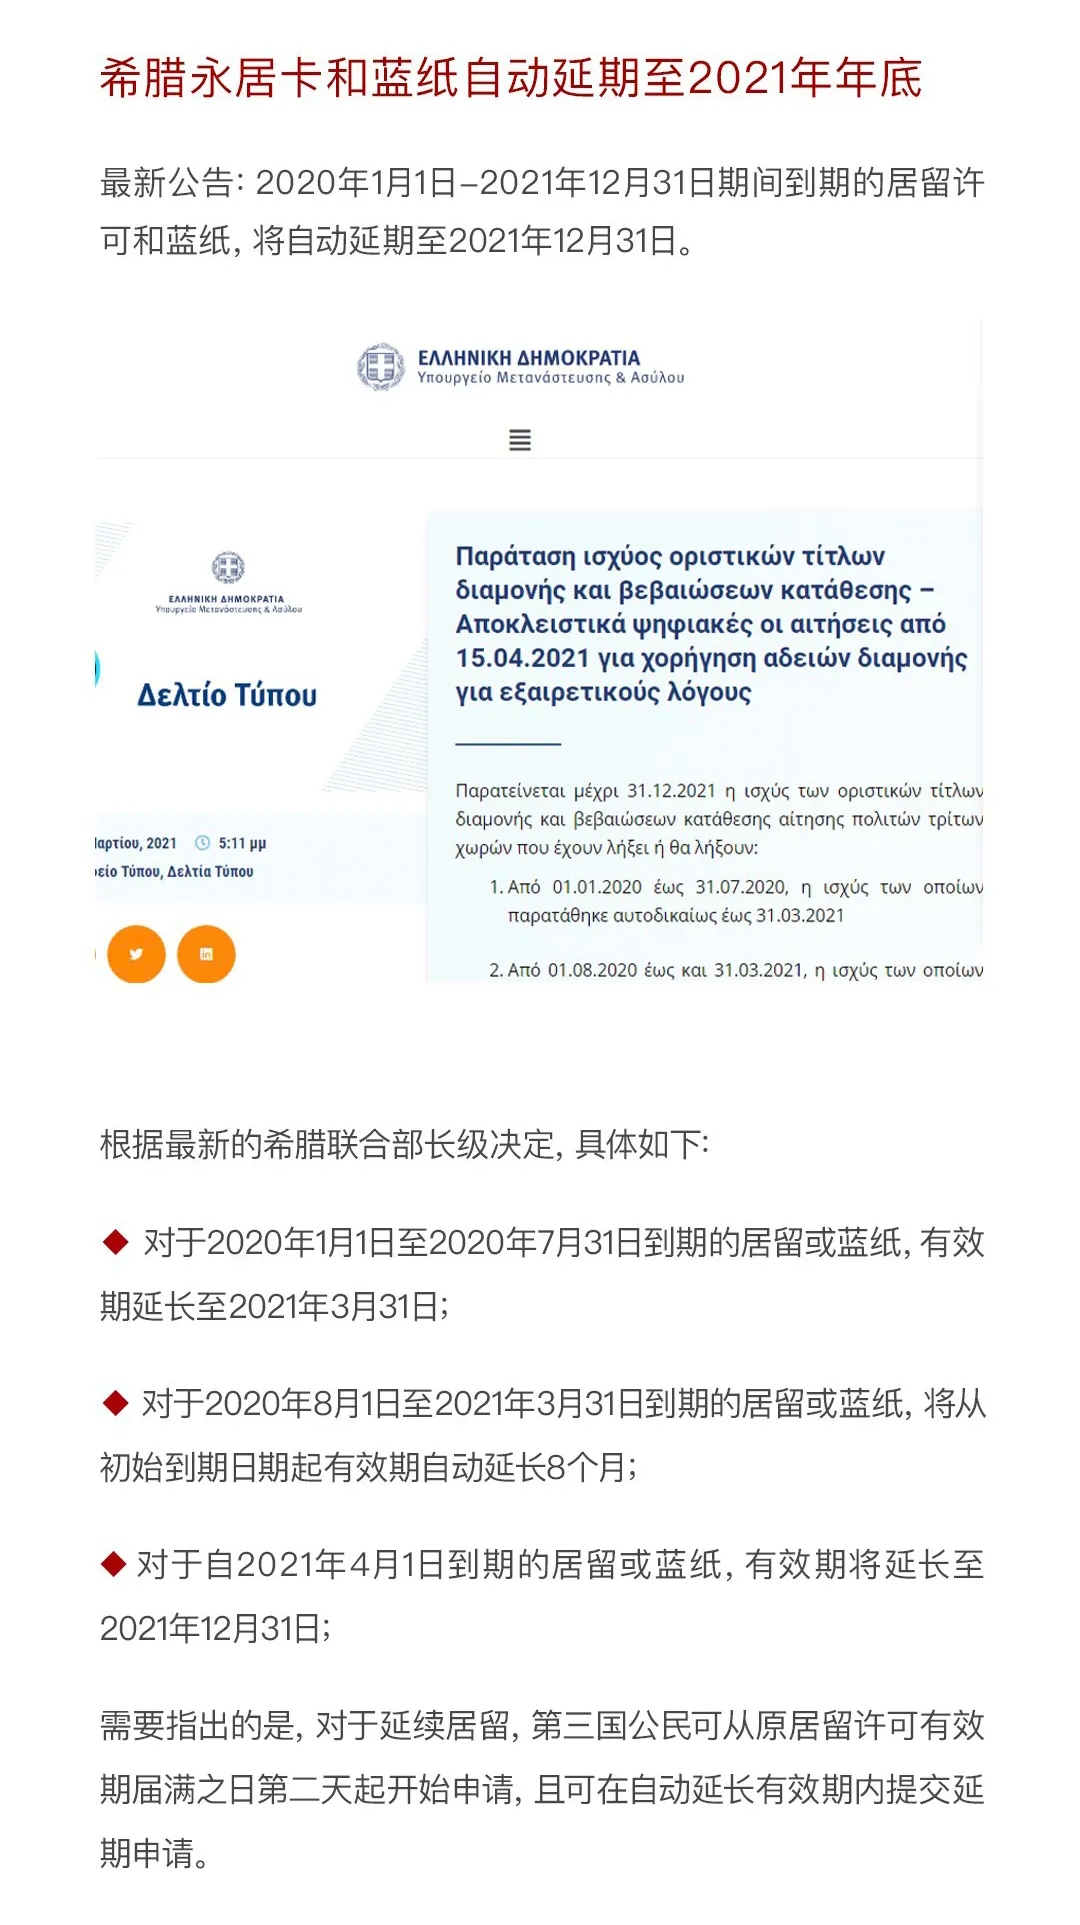 希腊永居卡和蓝纸自动延期至2021年年底
最新公告: 2020年1月1日-2021年12月31日期间到期的居留许
可和蓝纸, 将自动延期至2021年12月31日。
ΕΛΛΗΝΙΚΗ ΔΗΜΟΚΡΑΤΙΑ
Υπουργείο Μετανάστευσης & Ασύλου
ΕΛΛΗΝΙΚΗ ΔΗΜΟΚΡΑΤΙΑ
Υπουργείο Μετανάστευσης & Ασύλου
Δελτίο Τύπου
αρτίου, 2021 5:11 μμ
είο Τύπου, Δελτία Τύπου
Παράταση ισχύος οριστικών τίτλων
διαμονής και βεβαιώσεων κατάθεσης –
Αποκλειστικά ψηφιακές οι αιτήσεις από
15.04.2021 για χορήγηση αδειών διαμονής
για εξαιρετικούς λόγους
Παρατείνεται μέχρι 31.12.2021 η ισχύς των οριστικών τίτλων
διαμονής και βεβαιώσεων κατάθεσης αίτησης πολιτών τρίτων
χωρών που έχουν λήξει ή θα λήξουν:
1. Από 01.01.2020 έως 31.07.2020, η ισχύς των οποίων
παρατάθηκε αυτοδικαίως έως 31.03.2021
2. Από 01.08.2020 έως και 31.03.2021, η ισχύς των οποίων
根据最新的希腊联合部长级决定, 具体如下:
◆ 对于2020年1月1日至2020年7月31日到期的居留或蓝纸, 有效
期延长至2021年3月31日;
◆ 对于2020年8月1日至2021年3月31日到期的居留或蓝纸, 将从
初始到期日期起有效期自动延长8个月;
◆ 对于自2021年4月1日到期的居留或蓝纸, 有效期将延长至
2021年12月31日;
需要指出的是, 对于延续居留, 第三国公民可从原居留许可有效
期届满之日第二天起开始申请, 且可在自动延长有效期内提交延
期申请。